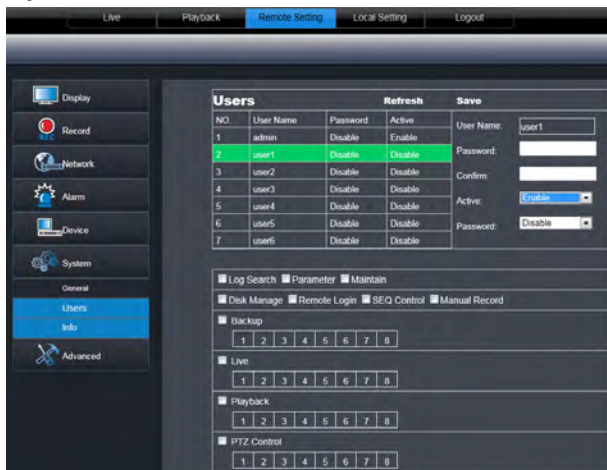 Live Playback Remote Setting Local Setting Logout
Display
Record
Network
Alarm
Device
System
General
Users
Info
Advanced
Users Refresh Save
NO. User Name Password Active
1 admin Disable Enable
2 user1 Disable Disable
3 user2 Disable Disable
4 user3 Disable Disable
5 user4 Disable Disable
6 user5 Disable Disable
7 user6 Disable Disable
User Name: user1
Password:
Confirm:
Active: Enable
Password: Disable
Log Search Parameter Maintain
Disk Manage Remote Login SEQ Control Manual Record
Backup
1 2 3 4 5 6 7 8
Live
1 2 3 4 5 6 7 8
Playback
1 2 3 4 5 6 7 8
PTZ Control
1 2 3 4 5 6 7 8